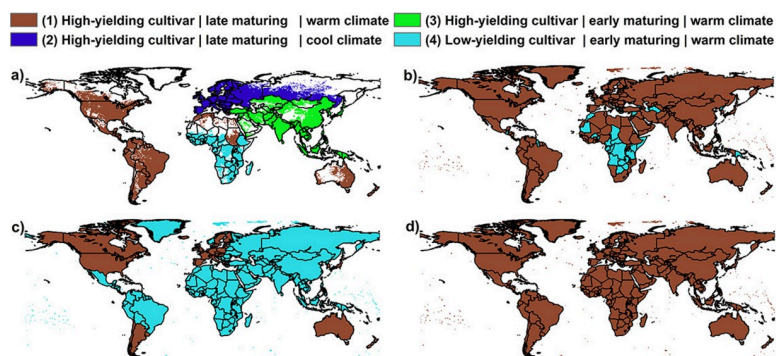 (1) High-yielding cultivar | late maturing | warm climate
(2) High-yielding cultivar | late maturing | cool climate
(3) High-yielding cultivar | early maturing | warm climate
(4) Low-yielding cultivar | early maturing | warm climate
a)
b)
c)
d)